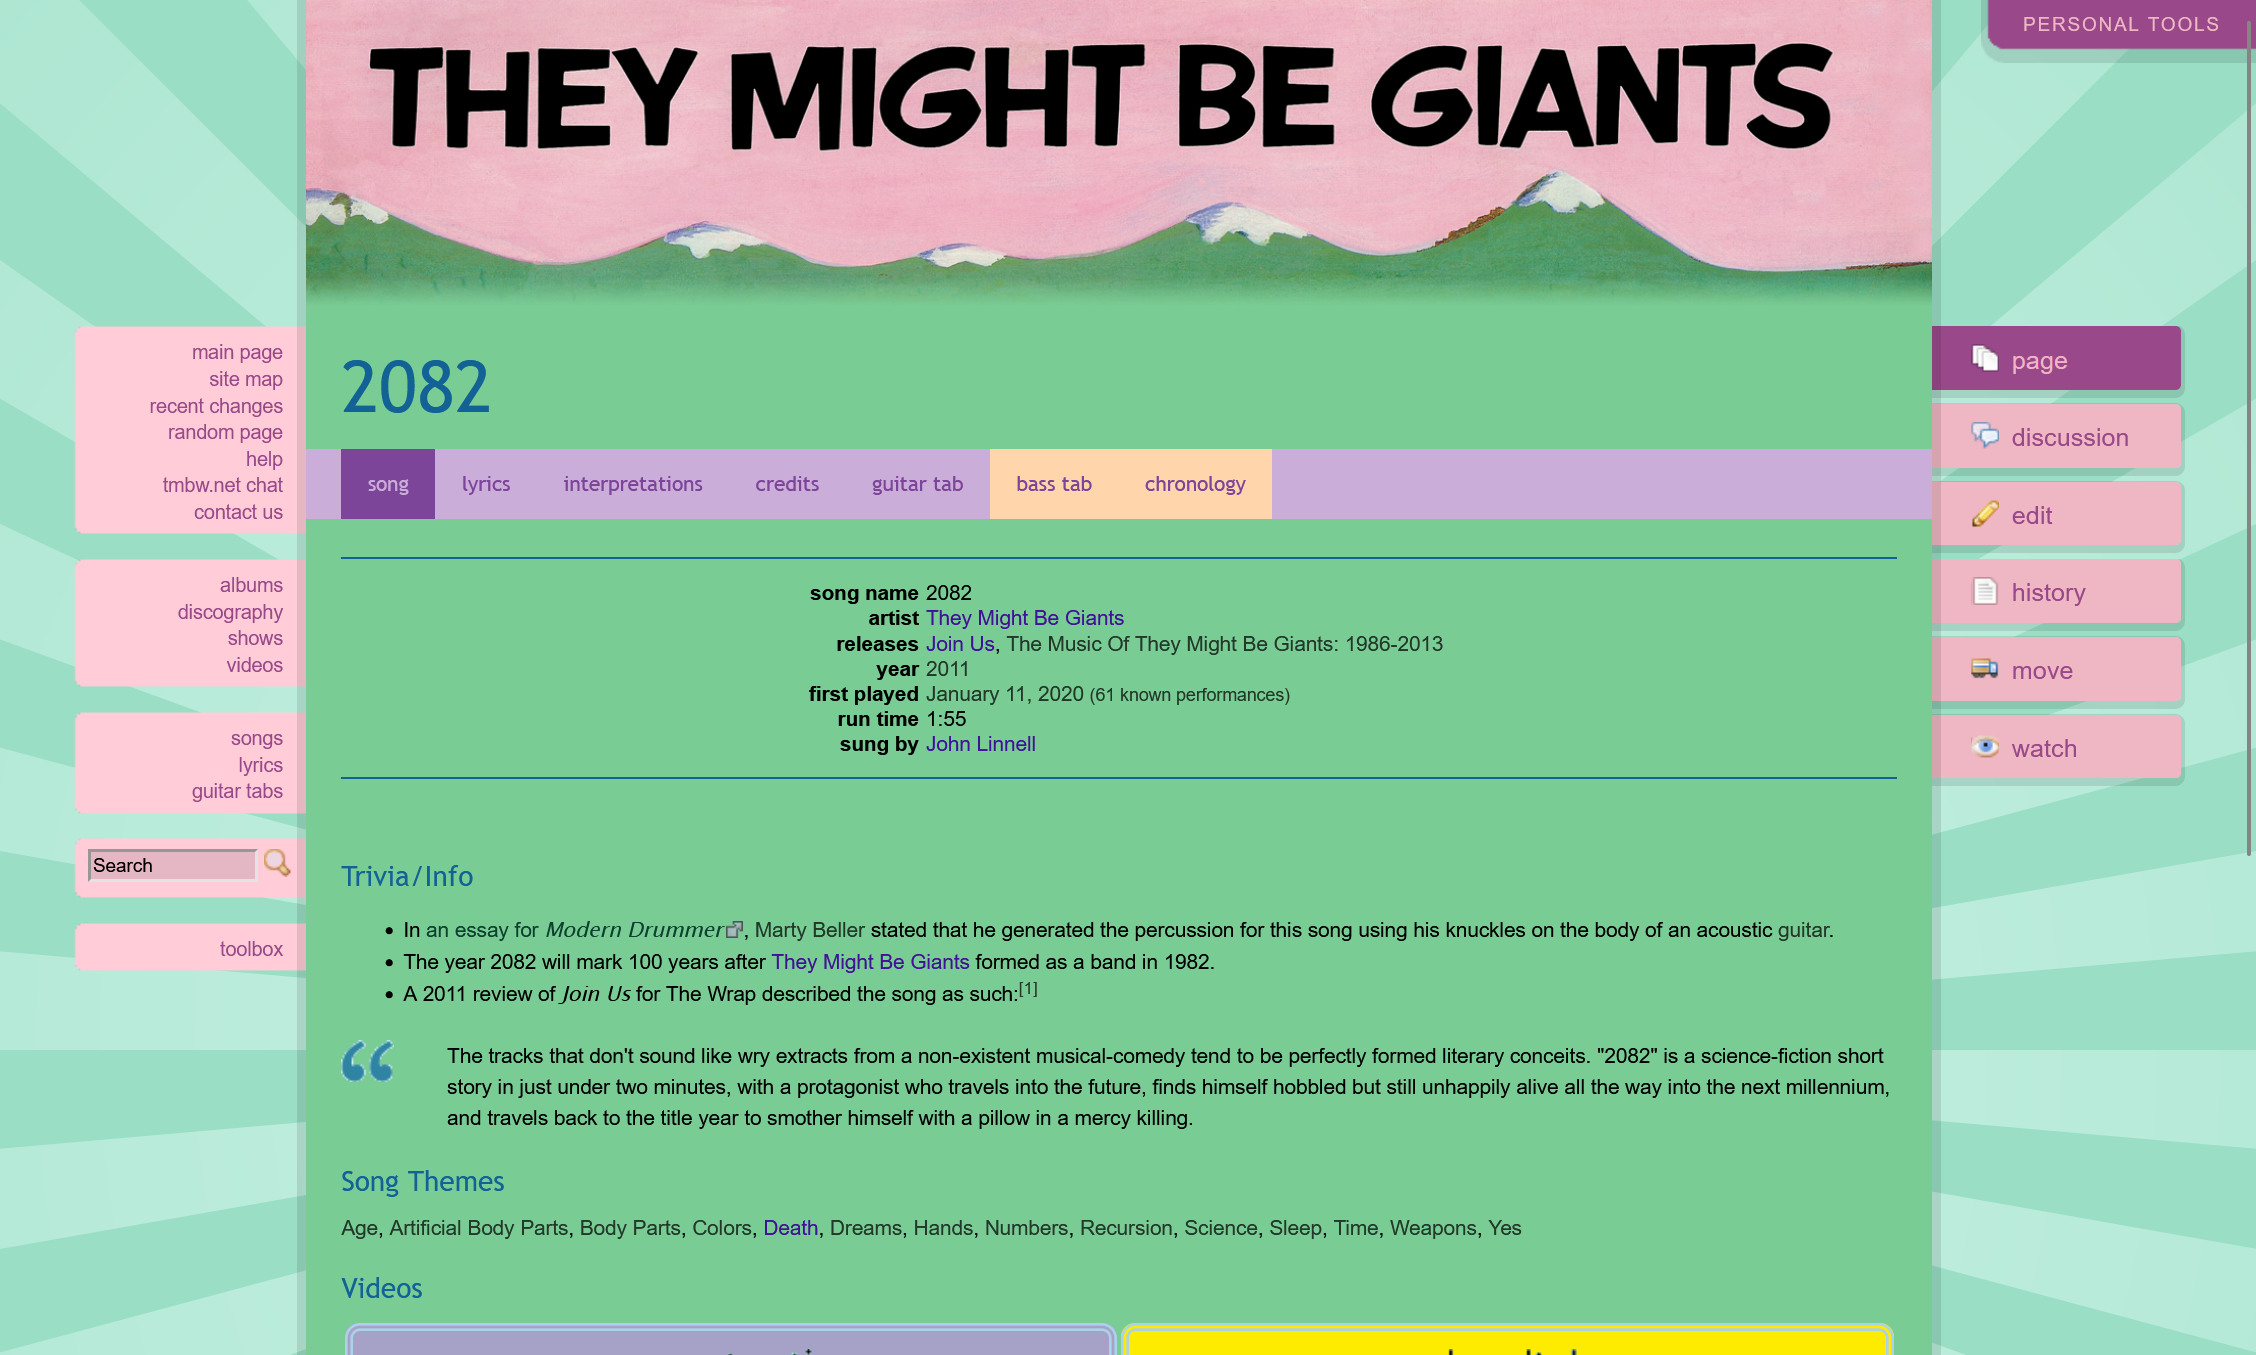 THEY MIGHT BE GIANTS
PERSONAL TOOLS
main page
site map
recent changes
random page
help
tmbw.net chat
contact us
albums
discography
shows
videos
songs
lyrics
guitar tabs
Search
toolbox
2082
song lyrics interpretations credits guitar tab bass tab chronology
song name 2082
artist They Might Be Giants
releases Join Us, The Music Of They Might Be Giants: 1986-2013
year 2011
first played January 11, 2020 (61 known performances)
run time 1:55
sung by John Linnell
Trivia/Info
• In an essay for Modern Drummer, Marty Beller stated that he generated the percussion for this song using his knuckles on the body of an acoustic guitar.
• The year 2082 will mark 100 years after They Might Be Giants formed as a band in 1982.
• A 2011 review of Join Us for The Wrap described the song as such:[1]
“ The tracks that don't sound like wry extracts from a non-existent musical-comedy tend to be perfectly formed literary conceits. "2082" is a science-fiction short
story in just under two minutes, with a protagonist who travels into the future, finds himself hobbled but still unhappily alive all the way into the next millennium,
and travels back to the title year to smother himself with a pillow in a mercy killing.
Song Themes
Age, Artificial Body Parts, Body Parts, Colors, Death, Dreams, Hands, Numbers, Recursion, Science, Sleep, Time, Weapons, Yes
Videos
page
discussion
edit
history
move
watch